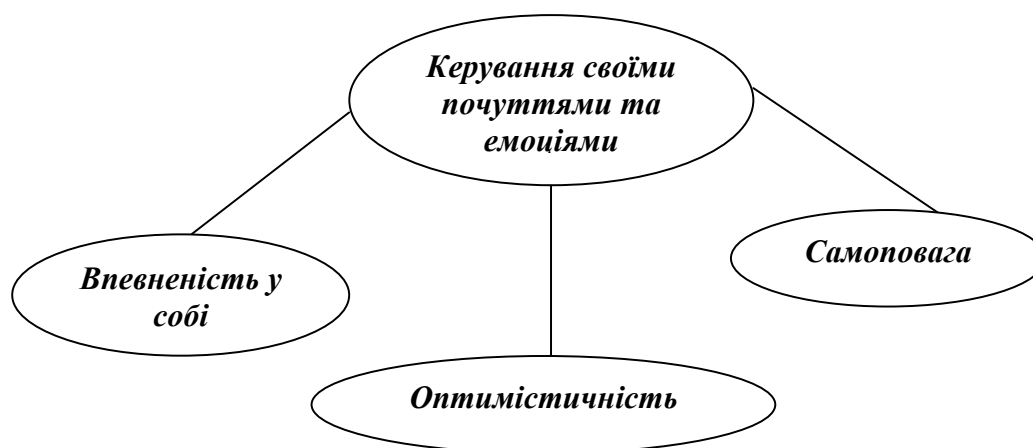 Керування своїми
почуттями та
емоціями
Впевненість у
собі
Самоповага
Оптимістичність